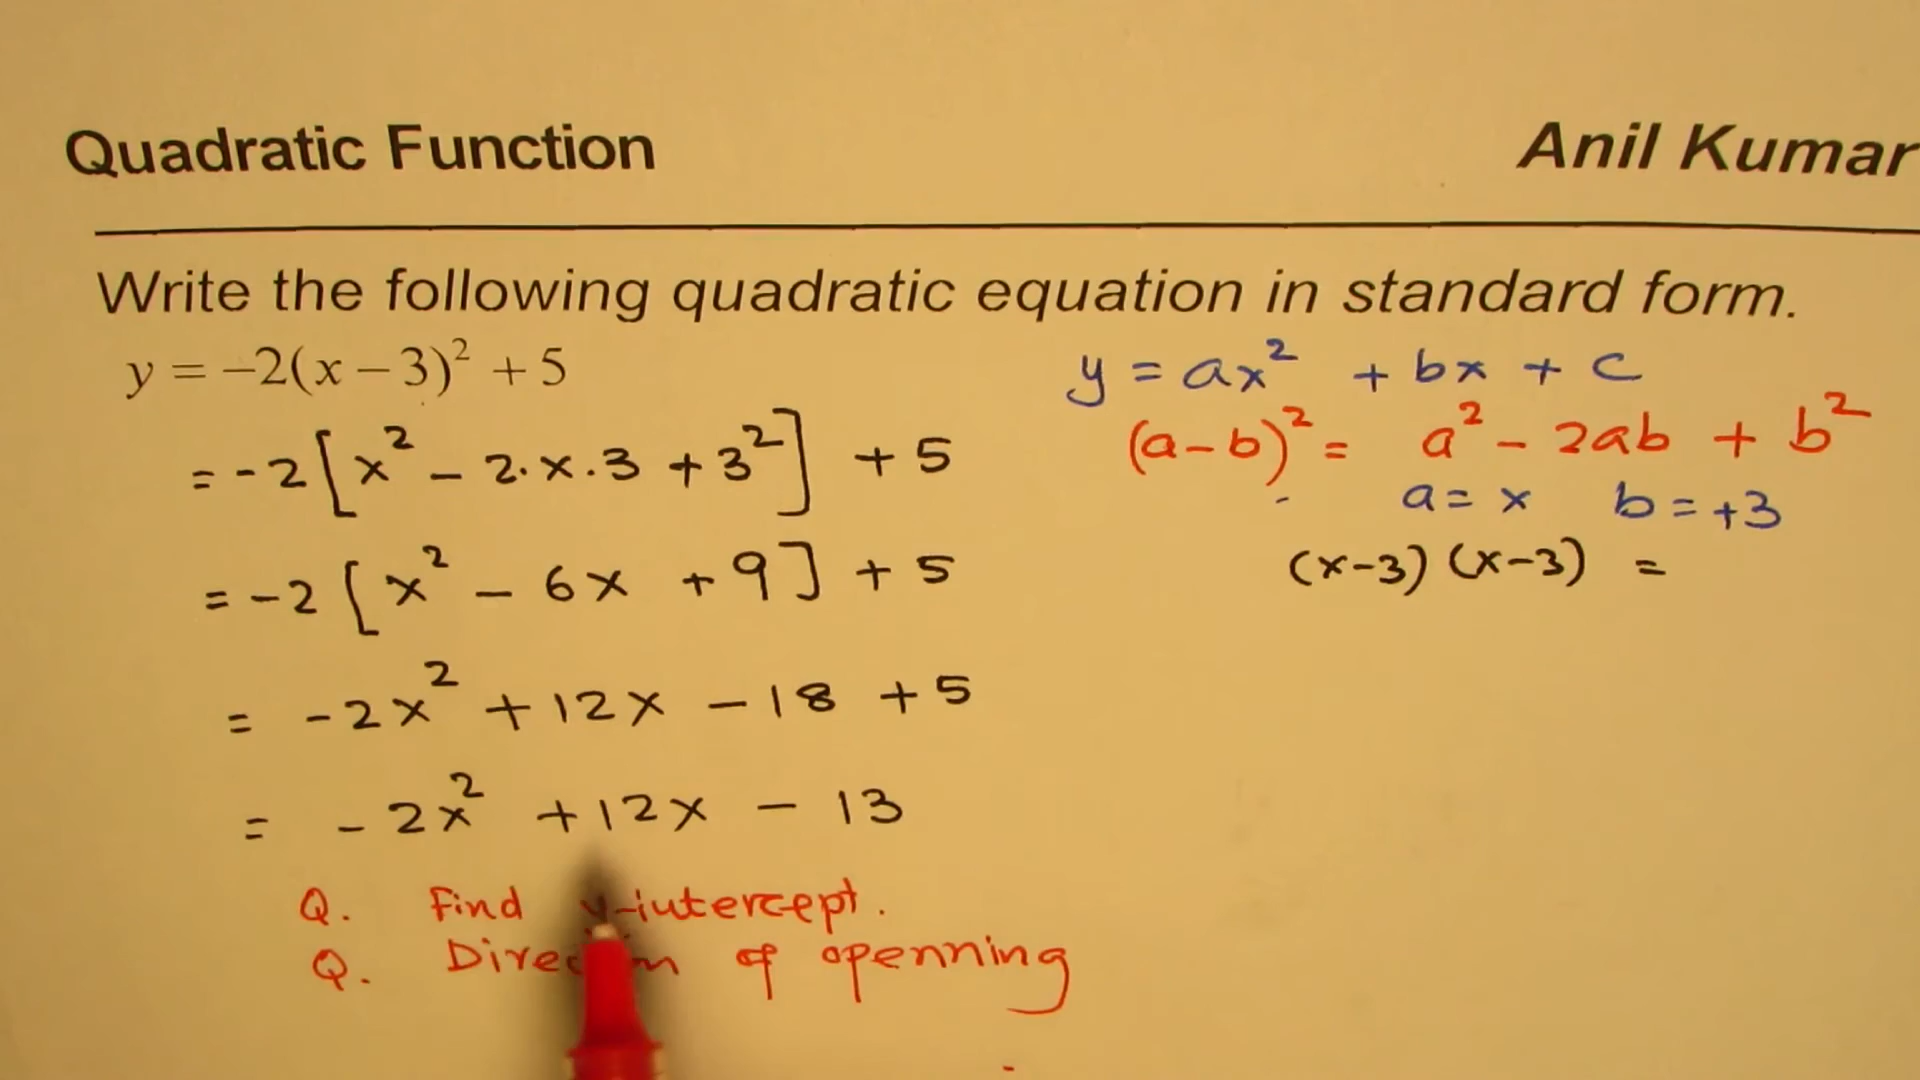 Quadratic Function Anil Kumar
Write the following quadratic equation in standard form.
y = −2(x − 3)² + 5
= -2[x² - 2·x·3 + 3²] + 5
= -2[x² - 6x + 9] + 5
= -2x² + 12x - 18 + 5
= -2x² + 12x - 13
Q. Find y-intercept.
Q. of openning
y = ax² + bx + c
(a-b)² = a² - 2ab + b²
a = x b = +3
(x-3)(x-3) =